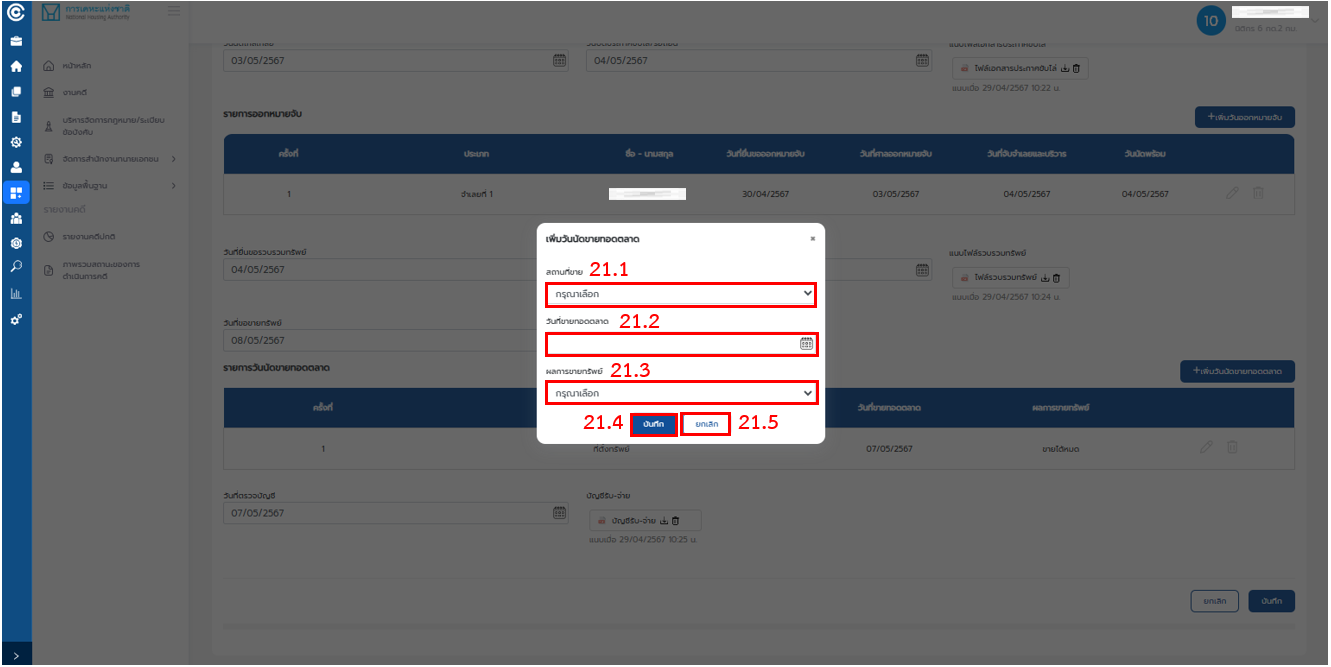 การเคหะแห่งชาติ
National Housing Authority
10
นิติกร 6 กค.2 กม.
หน้าหลัก
งานคดี
บริหารจัดการกฎหมาย/ระเบียบ
ข้อบังคับ
จัดการสำนักงานทนายเอกชน
ข้อมูลพื้นฐาน
รายงานคดี
รายงานคดีปกติ
ภาพรวมสถานะของการ
ดำเนินการคดี
03/05/2567
04/05/2567
ไฟล์เอกสารประกาศขับไล่
แนบเมื่อ 29/04/2567 10:22 น.
รายการออกหมายจับ
+เพิ่มวันออกหมายจับ
ครั้งที่ ประเภท ชื่อ - นามสกุล วันที่ยื่นขอออกหมายจับ วันที่ศาลออกหมายจับ วันที่จับจำเลยและบริวาร วันนัดพร้อม
1 จำเลยที่ 1 30/04/2567 03/05/2567 04/05/2567 04/05/2567
วันที่ยื่นขอรวบรวมทรัพย์
04/05/2567
แนบไฟล์รวบรวมทรัพย์
ไฟล์รวบรวมทรัพย์
แนบเมื่อ 29/04/2567 10:24 น.
วันที่ขอขายทรัพย์
08/05/2567
รายการวันนัดขายทอดตลาด
+เพิ่มวันนัดขายทอดตลาด
ครั้งที่ วันที่ขายทอดตลาด ผลการขายทรัพย์
1 ที่ตั้งทรัพย์ 07/05/2567 ขายได้หมด
เพิ่มวันนัดขายทอดตลาด
×
สถานที่ขาย 21.1
กรุณาเลือก
วันที่ขายทอดตลาด 21.2
ผลการขายทรัพย์ 21.3
กรุณาเลือก
21.4 บันทึก ยกเลิก 21.5
วันที่ตรวจบัญชี
07/05/2567
บัญชีรับ-จ่าย
บัญชีรับ-จ่าย
แนบเมื่อ 29/04/2567 10:25 น.
ยกเลิก บันทึก